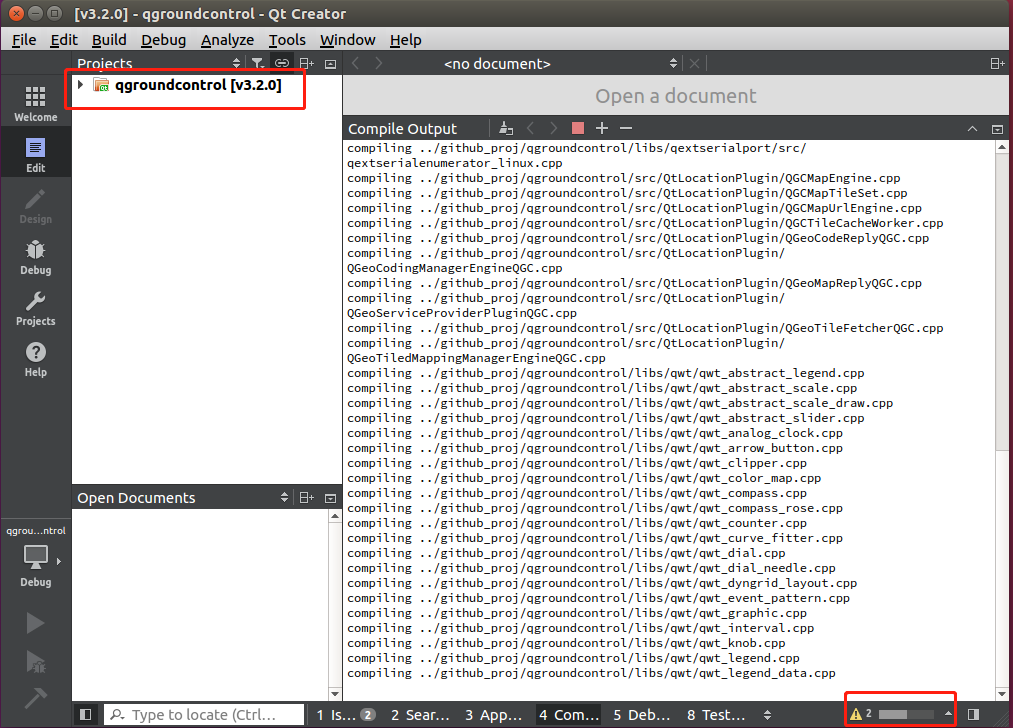 [v3.2.0] - qgroundcontrol - Qt Creator
File Edit Build Debug Analyze Tools Window Help
Projects
<no document>
qgroundcontrol [v3.2.0]
Welcome
Edit
Design
Debug
Projects
Help
Open a document
Compile Output
compiling ../github_proj/qgroundcontrol/libs/qextserialport/src/
qextserialenumerator_linux.cpp
compiling ../github_proj/qgroundcontrol/src/QtLocationPlugin/QGCMapEngine.cpp
compiling ../github_proj/qgroundcontrol/src/QtLocationPlugin/QGCMapTileSet.cpp
compiling ../github_proj/qgroundcontrol/src/QtLocationPlugin/QGCMapUrlEngine.cpp
compiling ../github_proj/qgroundcontrol/src/QtLocationPlugin/QGCTileCacheWorker.cpp
compiling ../github_proj/qgroundcontrol/src/QtLocationPlugin/QGeoCodeReplyQGC.cpp
compiling ../github_proj/qgroundcontrol/src/QtLocationPlugin/
QGeoCodingManagerEngineQGC.cpp
compiling ../github_proj/qgroundcontrol/src/QtLocationPlugin/QGeoMapReplyQGC.cpp
compiling ../github_proj/qgroundcontrol/src/QtLocationPlugin/
QGeoServiceProviderPluginQGC.cpp
compiling ../github_proj/qgroundcontrol/src/QtLocationPlugin/QGeoTileFetcherQGC.cpp
compiling ../github_proj/qgroundcontrol/src/QtLocationPlugin/
QGeoTiledMappingManagerEngineQGC.cpp
compiling ../github_proj/qgroundcontrol/libs/qwt/qwt_abstract_legend.cpp
compiling ../github_proj/qgroundcontrol/libs/qwt/qwt_abstract_scale.cpp
compiling ../github_proj/qgroundcontrol/libs/qwt/qwt_abstract_scale_draw.cpp
compiling ../github_proj/qgroundcontrol/libs/qwt/qwt_abstract_slider.cpp
compiling ../github_proj/qgroundcontrol/libs/qwt/qwt_analog_clock.cpp
compiling ../github_proj/qgroundcontrol/libs/qwt/qwt_arrow_button.cpp
compiling ../github_proj/qgroundcontrol/libs/qwt/qwt_clipper.cpp
compiling ../github_proj/qgroundcontrol/libs/qwt/qwt_color_map.cpp
compiling ../github_proj/qgroundcontrol/libs/qwt/qwt_compass.cpp
compiling ../github_proj/qgroundcontrol/libs/qwt/qwt_compass_rose.cpp
compiling ../github_proj/qgroundcontrol/libs/qwt/qwt_counter.cpp
compiling ../github_proj/qgroundcontrol/libs/qwt/qwt_curve_fitter.cpp
compiling ../github_proj/qgroundcontrol/libs/qwt/qwt_dial.cpp
compiling ../github_proj/qgroundcontrol/libs/qwt/qwt_dial_needle.cpp
compiling ../github_proj/qgroundcontrol/libs/qwt/qwt_dyngrid_layout.cpp
compiling ../github_proj/qgroundcontrol/libs/qwt/qwt_event_pattern.cpp
compiling ../github_proj/qgroundcontrol/libs/qwt/qwt_graphic.cpp
compiling ../github_proj/qgroundcontrol/libs/qwt/qwt_interval.cpp
compiling ../github_proj/qgroundcontrol/libs/qwt/qwt_knob.cpp
compiling ../github_proj/qgroundcontrol/libs/qwt/qwt_legend.cpp
compiling ../github_proj/qgroundcontrol/libs/qwt/qwt_legend_data.cpp
Open Documents
qgrou...ntrol
Debug
Type to locate (Ctrl... 1 Is... 2 2 Sear... 3 App... 4 Com... 5 Deb... 8 Test... 2